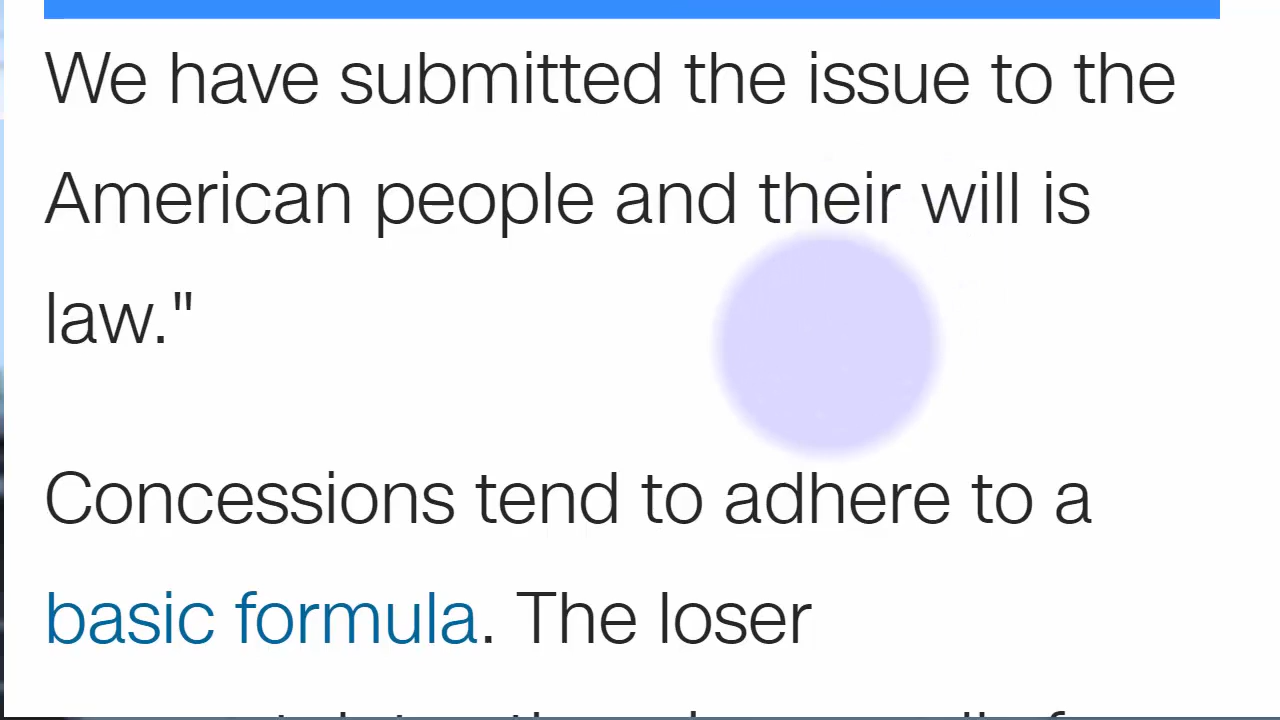 We have submitted the issue to the
American people and their will is
law."
Concessions tend to adhere to a
basic formula. The loser